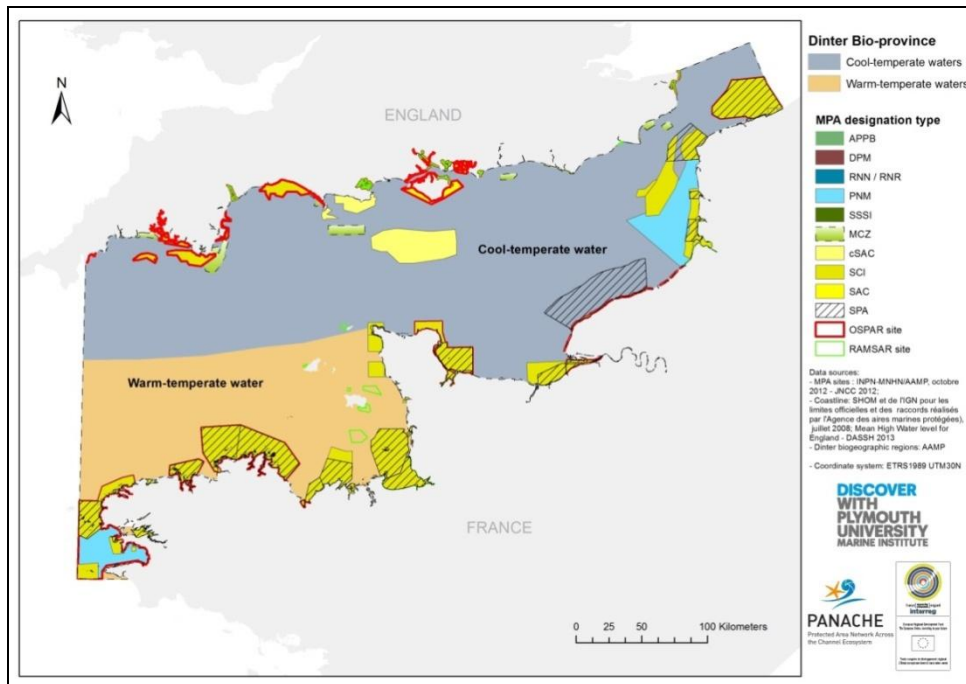 N
ENGLAND
Cool-temperate water
Warm-temperate water
FRANCE
0 25 50 100 Kilometers
Dinter Bio-province
Cool-temperate waters
Warm-temperate waters
MPA designation type
APPB
DPM
RNN / RNR
PNM
SSSI
MCZ
cSAC
SCI
SAC
SPA
OSPAR site
RAMSAR site
Data sources:
- MPA sites : INPN-MNHN/AAMP, octobre
2012 - JNCC 2012;
- Coastline: SHOM et de l'IGN pour les
limites officielles et des raccords réalisés
par l'Agence des aires marines protégées),
juillet 2008; Mean High Water level for
England - DASSH 2013
- Dinter biogeographic regions: AAMP
- Coordinate system: ETRS1989 UTM30N
DISCOVER
WITH
PLYMOUTH
UNIVERSITY
MARINE INSTITUTE
PANACHE
Protected Area Network Across
the Channel Ecosystem
interreg